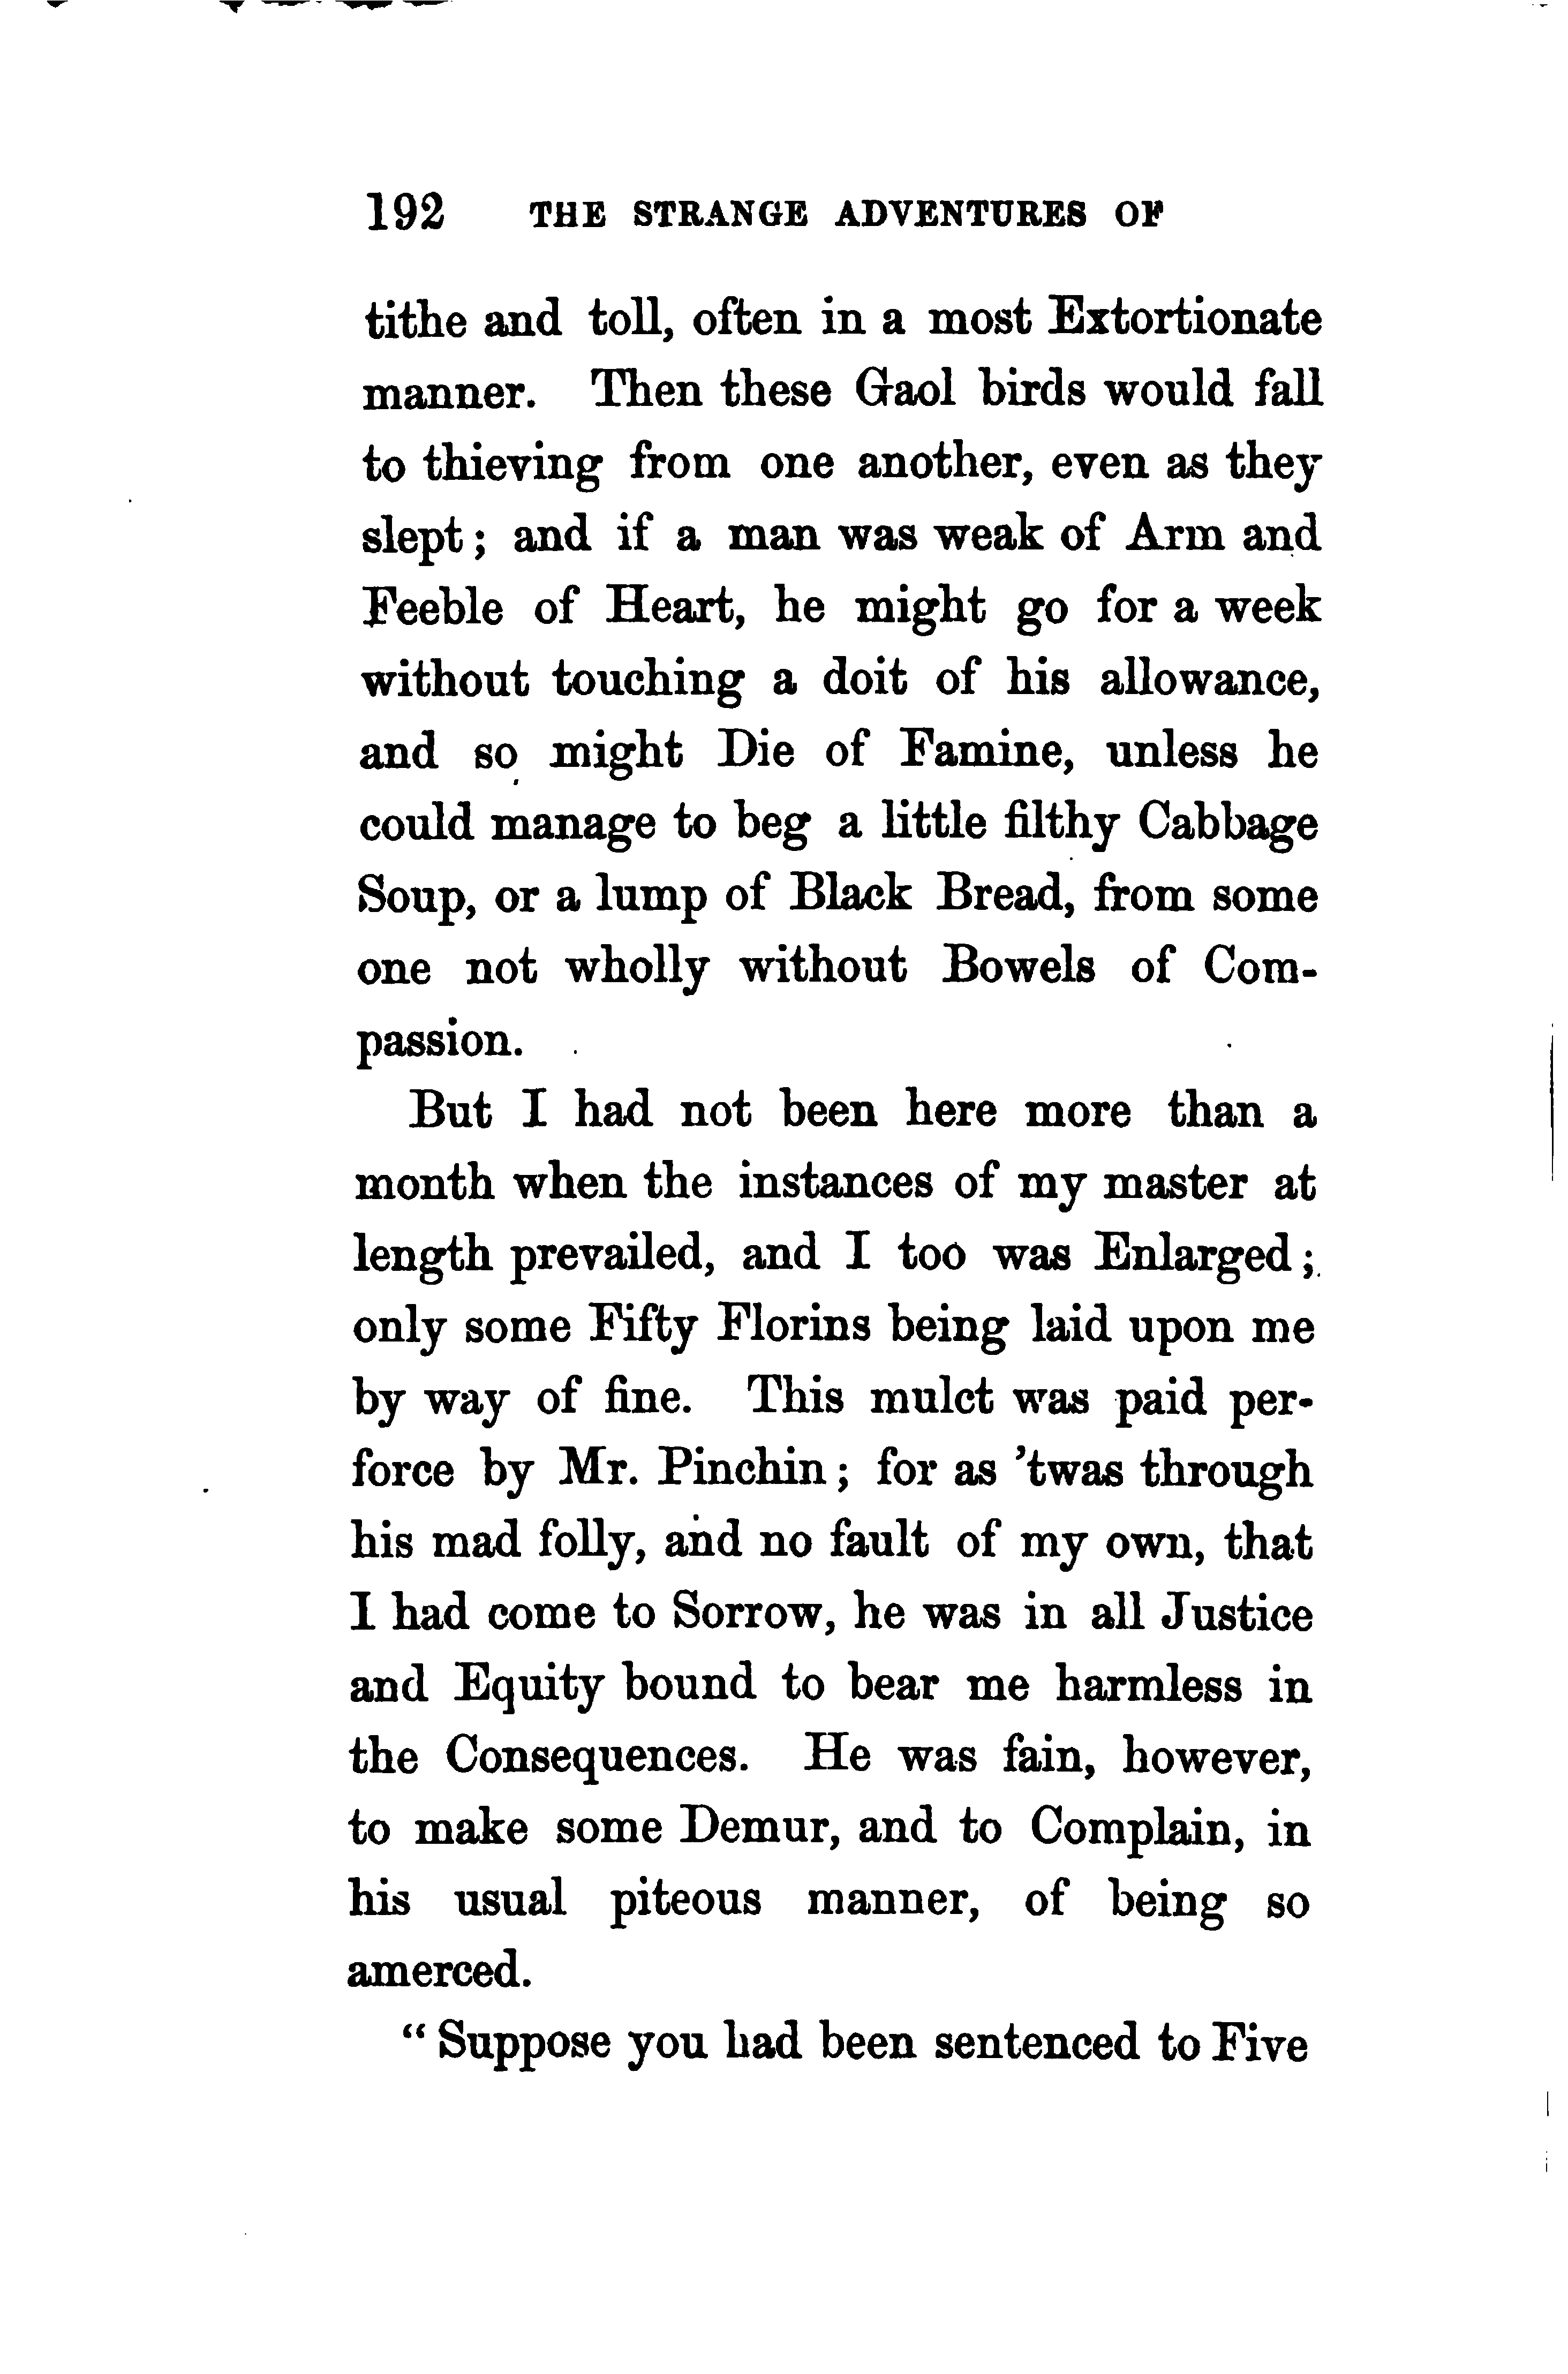 192 THE STRANGE ADVENTURES OF
tithe and toll, often in a most Extortionate
manner. Then these Gaol birds would fall
to thieving from one another, even as they
slept; and if a man was weak of Arm and
Feeble of Heart, he might go for a week
without touching a doit of his allowance,
and so might Die of Famine, unless he
could manage to beg a little filthy Cabbage
Soup, or a lump of Black Bread, from some
one not wholly without Bowels of Com-
passion.
But I had not been here more than a
month when the instances of my master at
length prevailed, and I too was Enlarged;
only some Fifty Florins being laid upon me
by way of fine. This mulct was paid per-
force by Mr. Pinchin; for as 'twas through
his mad folly, and no fault of my own, that
I had come to Sorrow, he was in all Justice
and Equity bound to bear me harmless in
the Consequences. He was fain, however,
to make some Demur, and to Complain, in
his usual piteous manner, of being so
amerced.
“Suppose you had been sentenced to Five